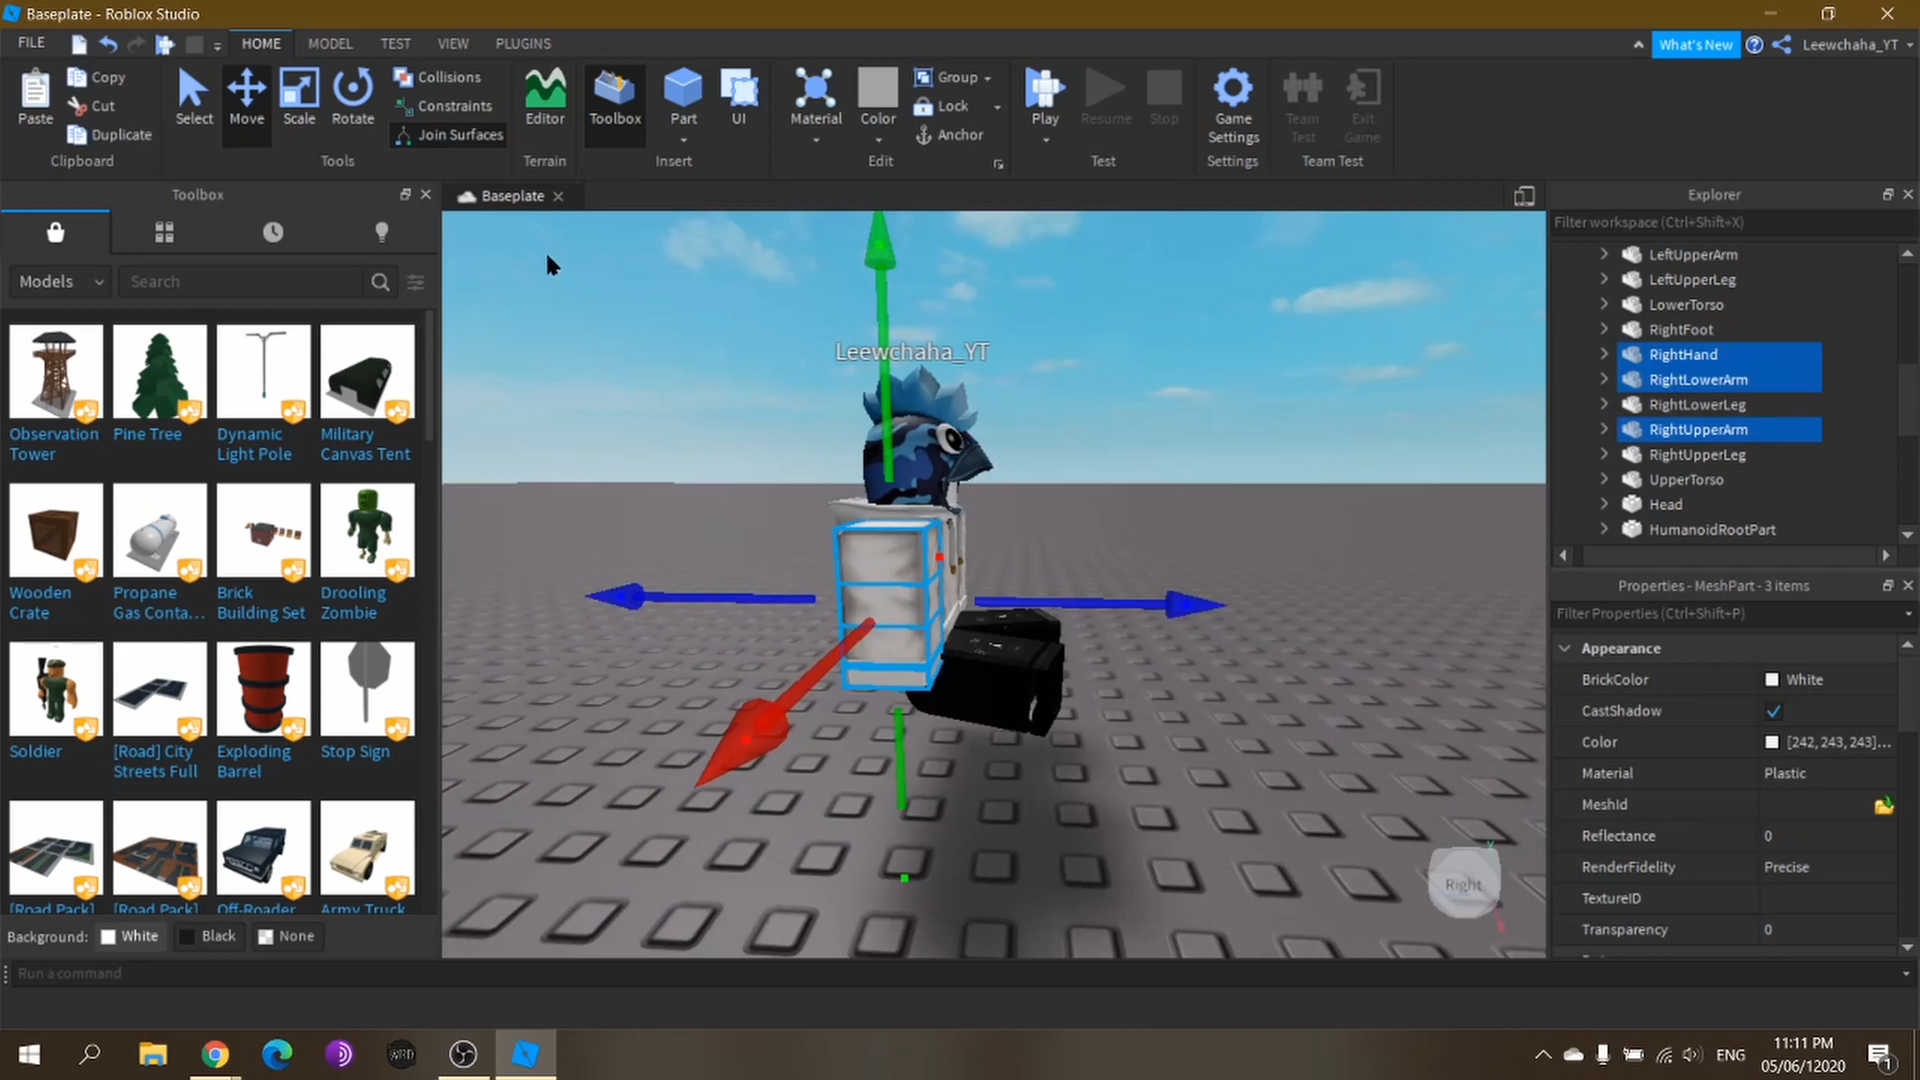 Baseplate - Roblox Studio
FILE
HOME
MODEL
TEST
VIEW
PLUGINS
What's New
Leewchaha_YT
Paste
Copy
Cut
Duplicate
Clipboard
Select
Move
Scale
Rotate
Collisions
Constraints
Join Surfaces
Tools
Editor
Terrain
Toolbox
Part
UI
Insert
Material
Color
Group
Lock
Anchor
Edit
Play
Resume
Stop
Test
Game
Settings
Settings
Team
Test
Exit
Game
Team Test
Toolbox
Models
Search
Observation
Tower
Pine Tree
Dynamic
Light Pole
Military
Canvas Tent
Wooden
Crate
Propane
Gas Conta...
Brick
Building Set
Drooling
Zombie
Soldier
[Road] City
Streets Full
Exploding
Barrel
Stop Sign
[Road Pack]
[Road Pack]
Off-Roader
Army Truck
Background:
White
Black
None
Run a command
Baseplate
Leewchaha_YT
Right
Y
Explorer
Filter workspace (Ctrl+Shift+X)
LeftUpperArm
LeftUpperLeg
LowerTorso
RightFoot
RightHand
RightLowerArm
RightLowerLeg
RightUpperArm
RightUpperLeg
UpperTorso
Head
HumanoidRootPart
Properties - MeshPart - 3 items
Filter Properties (Ctrl+Shift+P)
Appearance
BrickColor
White
CastShadow
Color
[242, 243, 243]...
Material
Plastic
MeshId
Reflectance
0
RenderFidelity
Precise
TextureID
Transparency
0
ENG
11:11 PM
05/06/2020
1